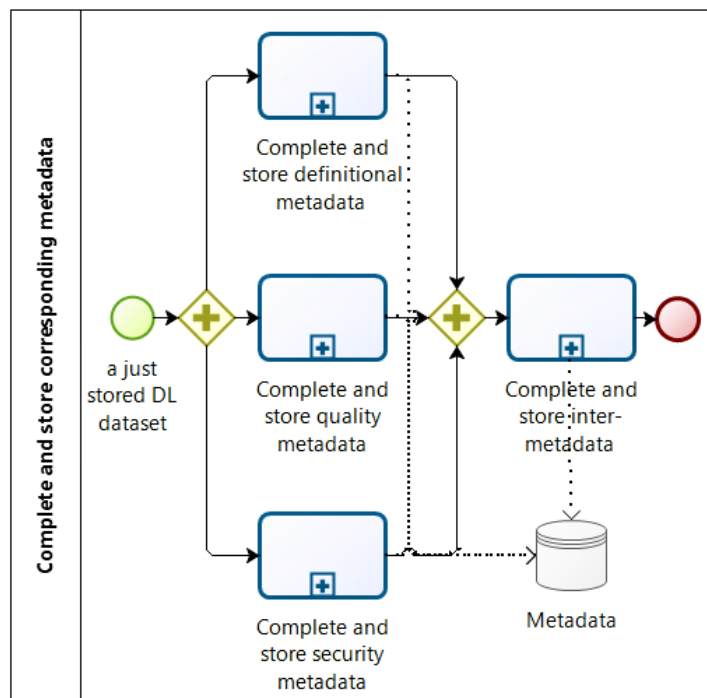 Complete and store corresponding metadata
Complete and
store definitional
metadata
a just
stored DL
dataset
Complete and
store quality
metadata
Complete and
store inter-
metadata
Complete and
store security
metadata
Metadata